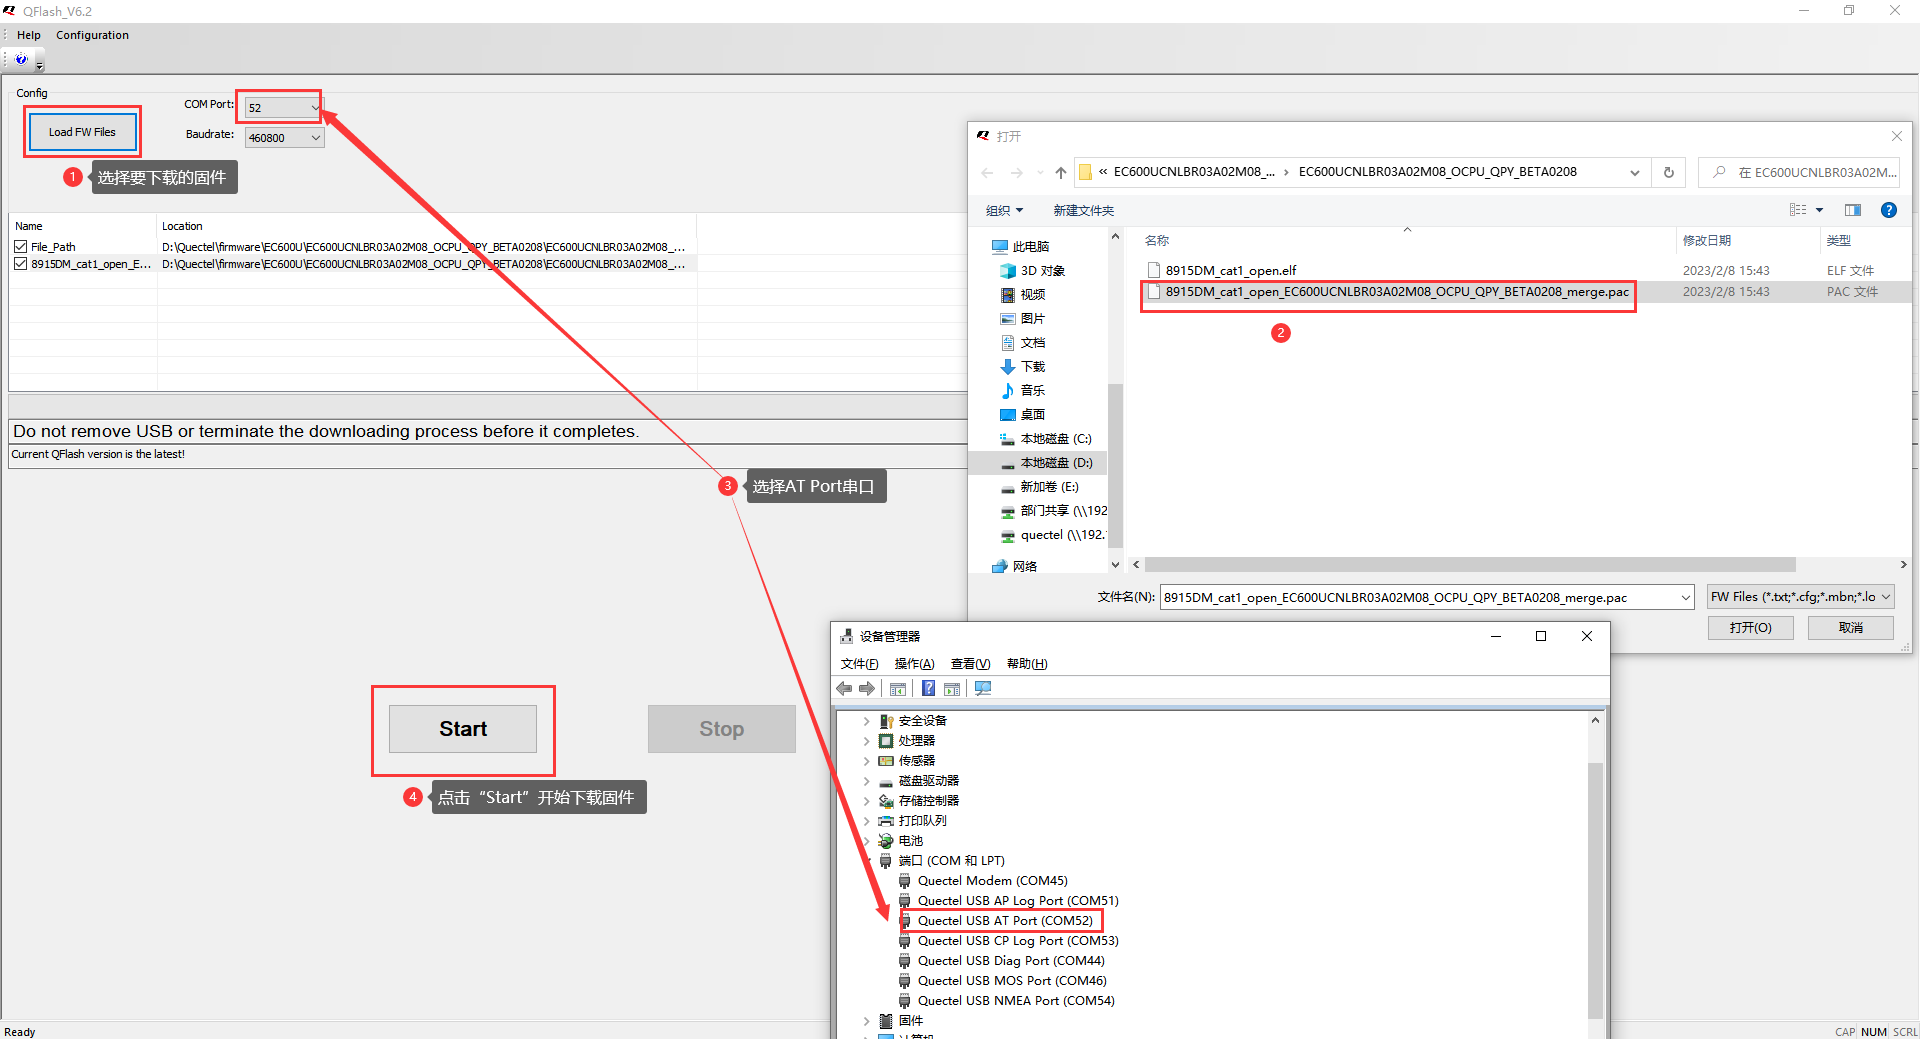 QFlash_V6.2
Help Configuration
Config
Load FW Files
COM Port: 52
Baudrate: 460800
1 选择要下载的固件
Name Location
File_Path D:\Quectel\firmware\EC600U\EC600UCNLBR03A02M08_OCPU_QPY_BETA0208\EC600UCNLBR03A02M08_...
8915DM_cat1_open_E... D:\Quectel\firmware\EC600U\EC600UCNLBR03A02M08_OCPU_QPY_BETA0208\EC600UCNLBR03A02M08_...
Do not remove USB or terminate the downloading process before it completes.
Current QFlash version is the latest!
3 选择AT Port串口
Start
Stop
4 点击“Start”开始下载固件
Ready
CAP NUM SCRL
打开
« EC600UCNLBR03A02M08_... › EC600UCNLBR03A02M08_OCPU_QPY_BETA0208
在 EC600UCNLBR03A02M...
组织 新建文件夹
此电脑
3D 对象
视频
图片
文档
下载
音乐
桌面
本地磁盘 (C:)
本地磁盘 (D:)
新加卷 (E:)
部门共享 (\\192
quectel (\\192.
网络
名称 修改日期 类型
8915DM_cat1_open.elf 2023/2/8 15:43 ELF 文件
8915DM_cat1_open_EC600UCNLBR03A02M08_OCPU_QPY_BETA0208_merge.pac 2023/2/8 15:43 PAC 文件
2
文件名(N): 8915DM_cat1_open_EC600UCNLBR03A02M08_OCPU_QPY_BETA0208_merge.pac
FW Files (*.txt;*.cfg;*.mbn;*.lo
打开(O) 取消
设备管理器
文件(F) 操作(A) 查看(V) 帮助(H)
安全设备
处理器
传感器
磁盘驱动器
存储控制器
打印队列
电池
端口 (COM 和 LPT)
Quectel Modem (COM45)
Quectel USB AP Log Port (COM51)
Quectel USB AT Port (COM52)
Quectel USB CP Log Port (COM53)
Quectel USB Diag Port (COM44)
Quectel USB MOS Port (COM46)
Quectel USB NMEA Port (COM54)
固件
计算机